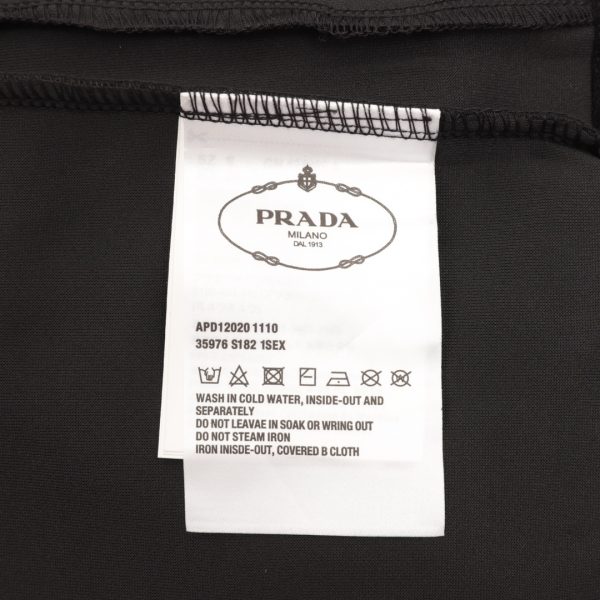 PRADA
MILANO
DAL 1913
APD12020 1110
35976 S182 1SEX
WASH IN COLD WATER, INSIDE-OUT AND
SEPARATELY
DO NOT LEAVAE IN SOAK OR WRING OUT
DO NOT STEAM IRON
IRON INISDE-OUT, COVERED B CLOTH